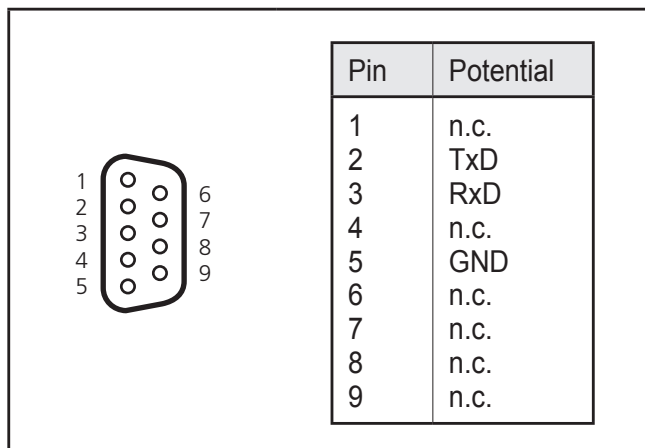 1
2
3
4
5
6
7
8
9
Pin Potential
1 n.c.
2 TxD
3 RxD
4 n.c.
5 GND
6 n.c.
7 n.c.
8 n.c.
9 n.c.